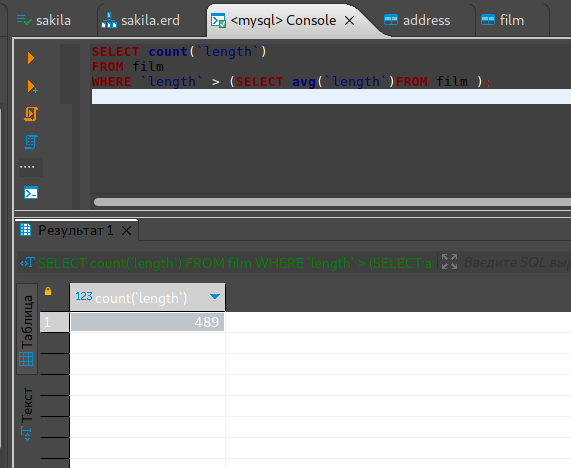 sakila
sakila.erd
<mysql> Console
address
film
SELECT count(`length`)
FROM film
WHERE `length` > (SELECT avg(`length`)FROM film );
Результат 1
SELECT count(`length`) FROM film WHERE `length` > (SELECT a
Введите SQL выр
Таблица
Текст
123 count(`length`)
1
489